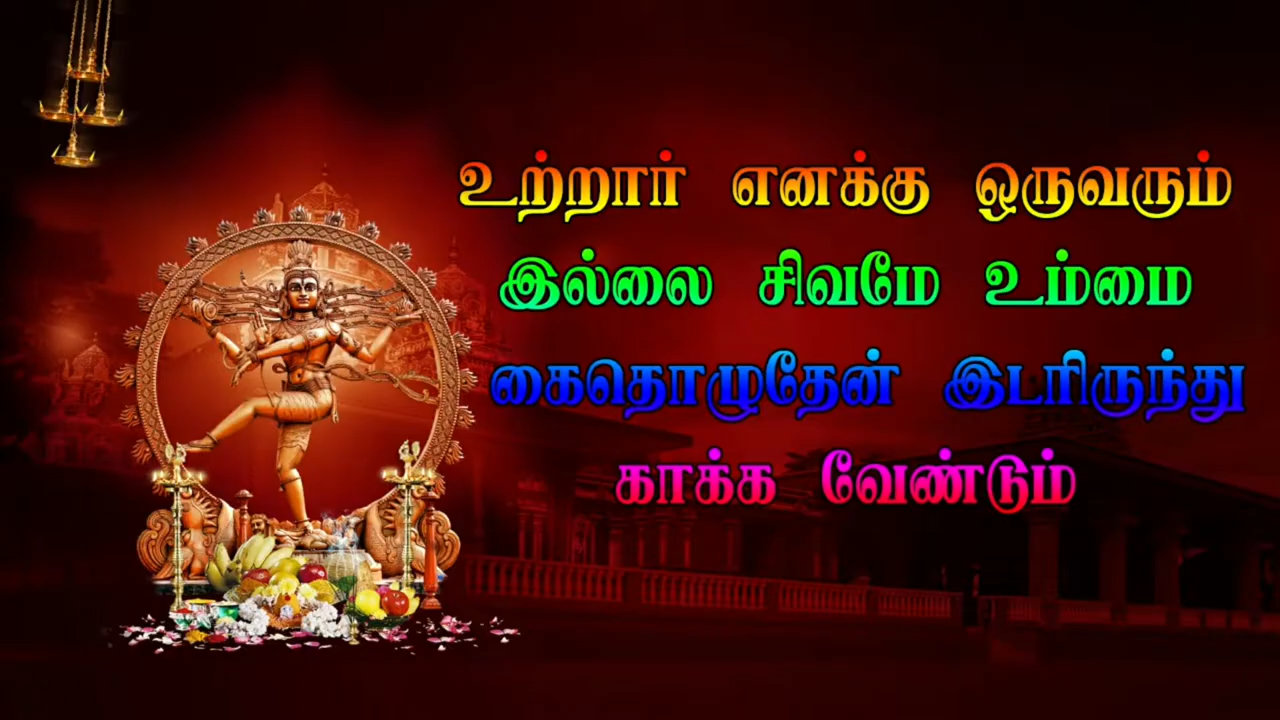 உற்றார் எனக்கு ஒருவரும்
இல்லை சிவமே உம்மை
கைதொழுதேன் இடரிருந்து
காக்க வேண்டும்